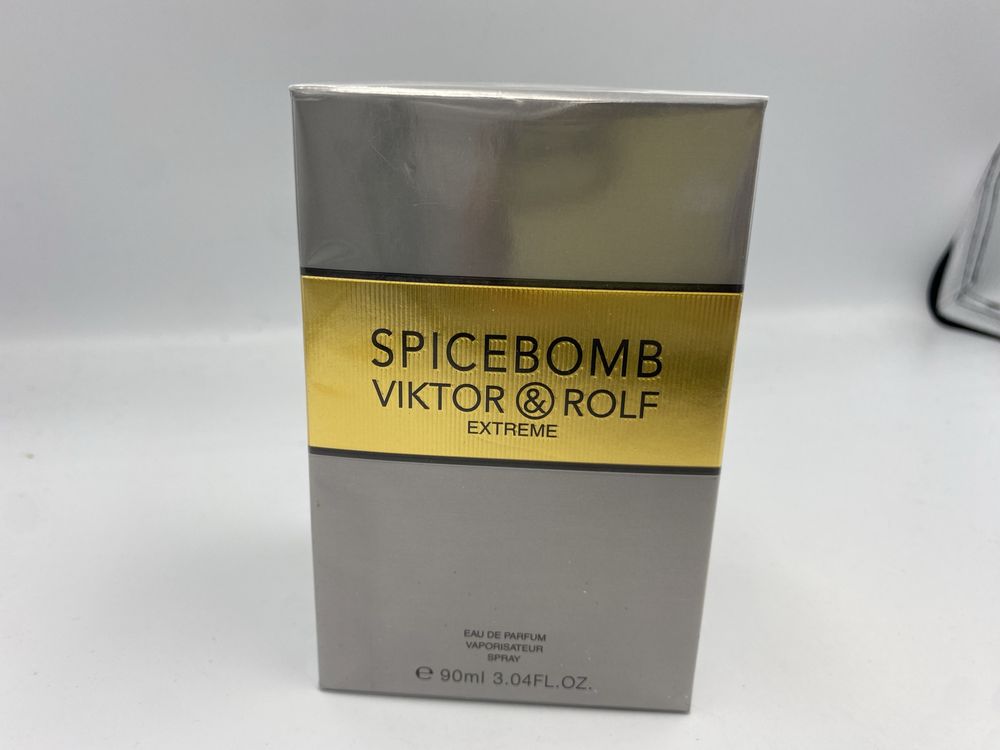 SPICEBOMB
VIKTOR & ROLF
EXTREME
EAU DE PARFUM
VAPORISATEUR
SPRAY
℮ 90ml 3.04FL.OZ.